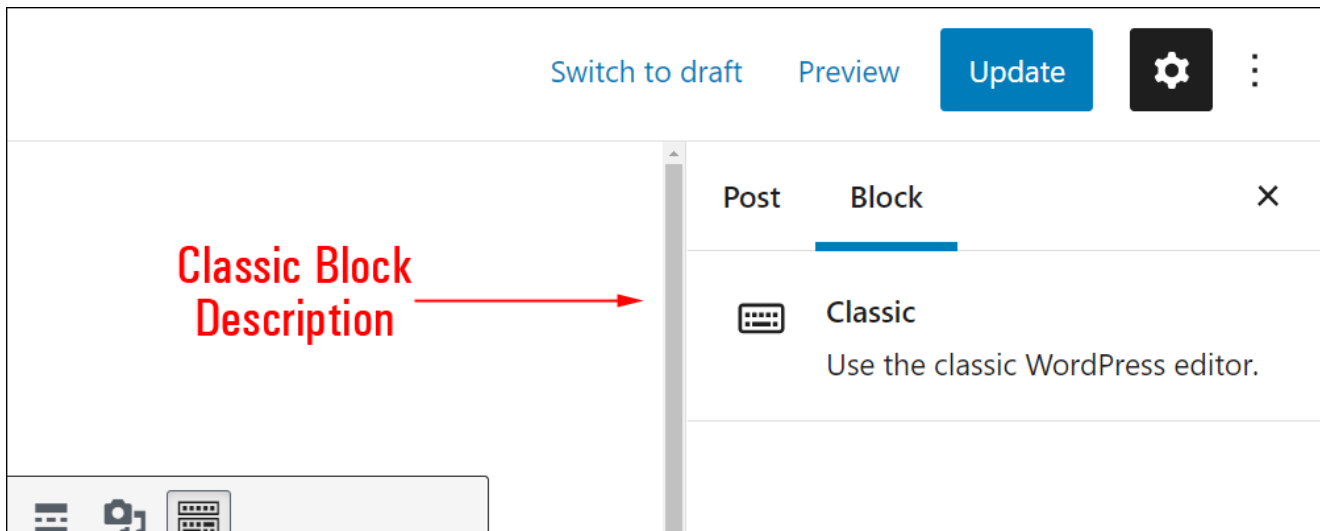 Switch to draft Preview Update
Post Block
Classic Block
Description
Classic
Use the classic WordPress editor.